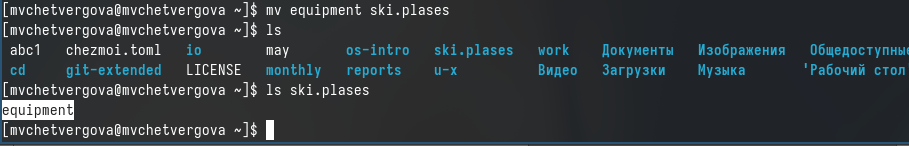 [mvchetvergova@mvchetvergova ~]$ mv equipment ski.plases
[mvchetvergova@mvchetvergova ~]$ ls
abc1 chezmoi.toml io may os-intro ski.plases work Документы Изображения Общедоступны
cd git-extended LICENSE monthly reports u-x Видео Загрузки Музыка 'Рабочий стол
[mvchetvergova@mvchetvergova ~]$ ls ski.plases
equipment
[mvchetvergova@mvchetvergova ~]$